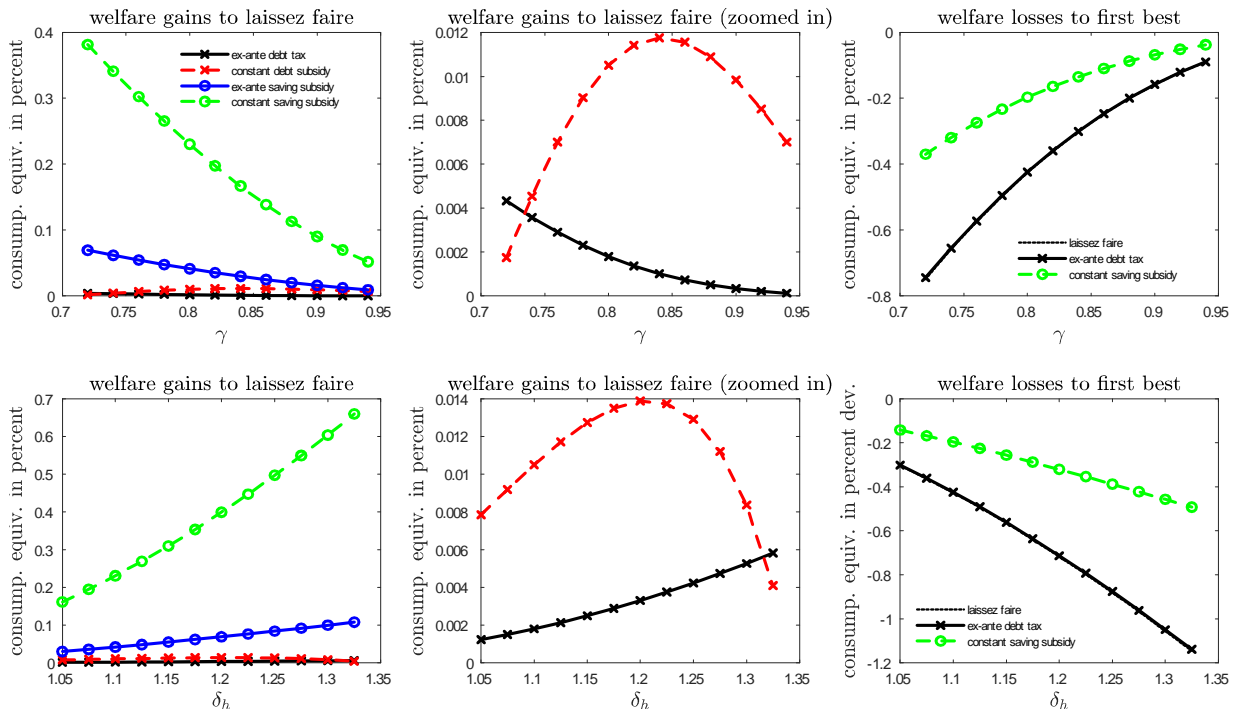 welfare gains to laissez faire
consump. equiv. in percent
0.4
0.3
0.2
0.1
0
0.7
0.75
0.8
0.85
0.9
0.95
γ
ex-ante debt tax
constant debt subsidy
ex-ante saving subsidy
constant saving subsidy
welfare gains to laissez faire (zoomed in)
consump. equiv. in percent
0.012
0.01
0.008
0.006
0.004
0.002
0
0.7
0.75
0.8
0.85
0.9
0.95
γ
welfare losses to first best
consump. equiv. in percent
0
-0.2
-0.4
-0.6
-0.8
0.7
0.75
0.8
0.85
0.9
0.95
γ
laissez faire
ex-ante debt tax
constant saving subsidy
welfare gains to laissez faire
consump. equiv. in percent
0.7
0.6
0.5
0.4
0.3
0.2
0.1
0
1.05
1.1
1.15
1.2
1.25
1.3
1.35
δh
welfare gains to laissez faire (zoomed in)
consump. equiv. in percent
0.014
0.012
0.01
0.008
0.006
0.004
0.002
0
1.05
1.1
1.15
1.2
1.25
1.3
1.35
δh
welfare losses to first best
consump. equiv. in percent dev.
0
-0.2
-0.4
-0.6
-0.8
-1
-1.2
1.05
1.1
1.15
1.2
1.25
1.3
1.35
δh
laissez faire
ex-ante debt tax
constant saving subsidy